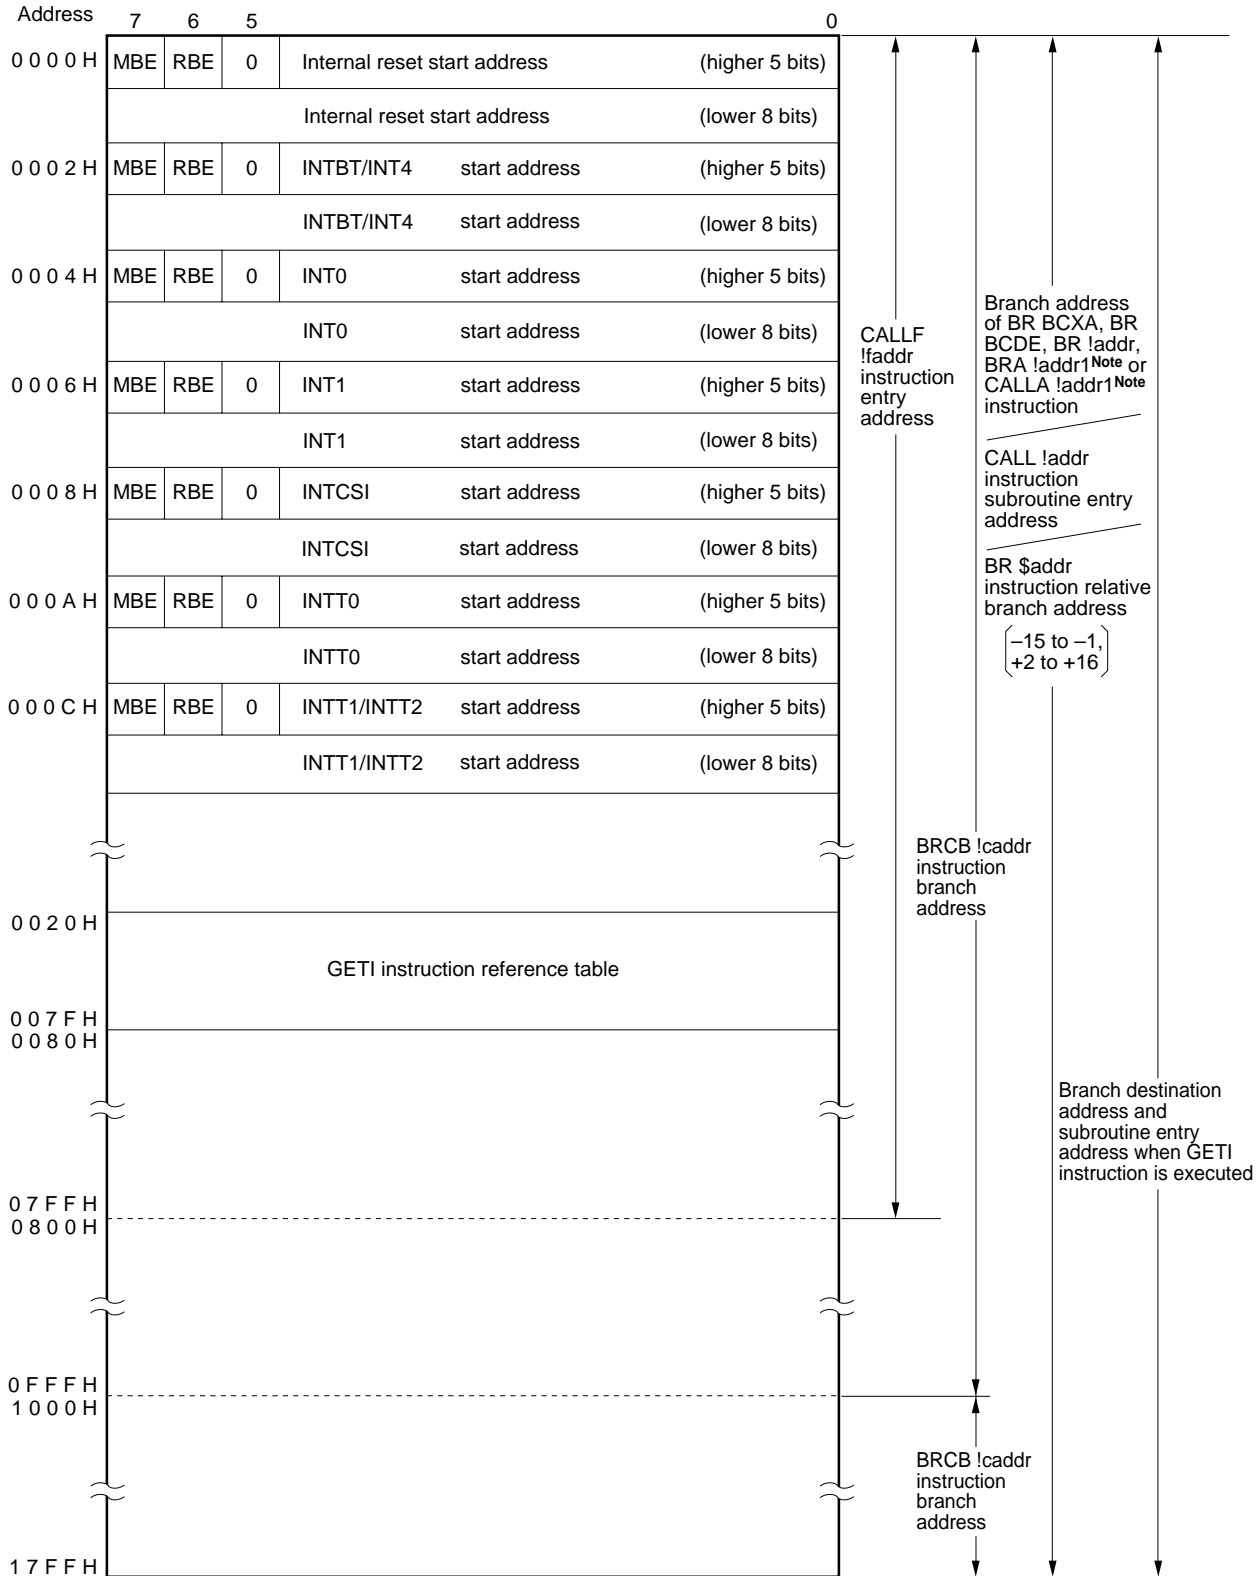 Address
7 6 5 0
0000H MBE RBE 0 Internal reset start address (higher 5 bits)
Internal reset start address (lower 8 bits)
0002H MBE RBE 0 INTBT/INT4 start address (higher 5 bits)
INTBT/INT4 start address (lower 8 bits)
0004H MBE RBE 0 INT0 start address (higher 5 bits)
INT0 start address (lower 8 bits)
0006H MBE RBE 0 INT1 start address (higher 5 bits)
INT1 start address (lower 8 bits)
0008H MBE RBE 0 INTCSI start address (higher 5 bits)
INTCSI start address (lower 8 bits)
000AH MBE RBE 0 INTT0 start address (higher 5 bits)
INTT0 start address (lower 8 bits)
000CH MBE RBE 0 INTT1/INTT2 start address (higher 5 bits)
INTT1/INTT2 start address (lower 8 bits)
0020H
GETI instruction reference table
007FH
0080H
07FFH
0800H
0FFFH
1000H
17FFH
CALLF
!faddr
instruction
entry
address
BRCB !caddr
instruction
branch
address
BRCB !caddr
instruction
branch
address
Branch address
of BR BCXA, BR
BCDE, BR !addr,
BRA !addr1Note or
CALLA !addr1Note
instruction
CALL !addr
instruction
subroutine entry
address
BR $addr
instruction relative
branch address
–15 to –1,
+2 to +16
Branch destination
address and
subroutine entry
address when GETI
instruction is executed